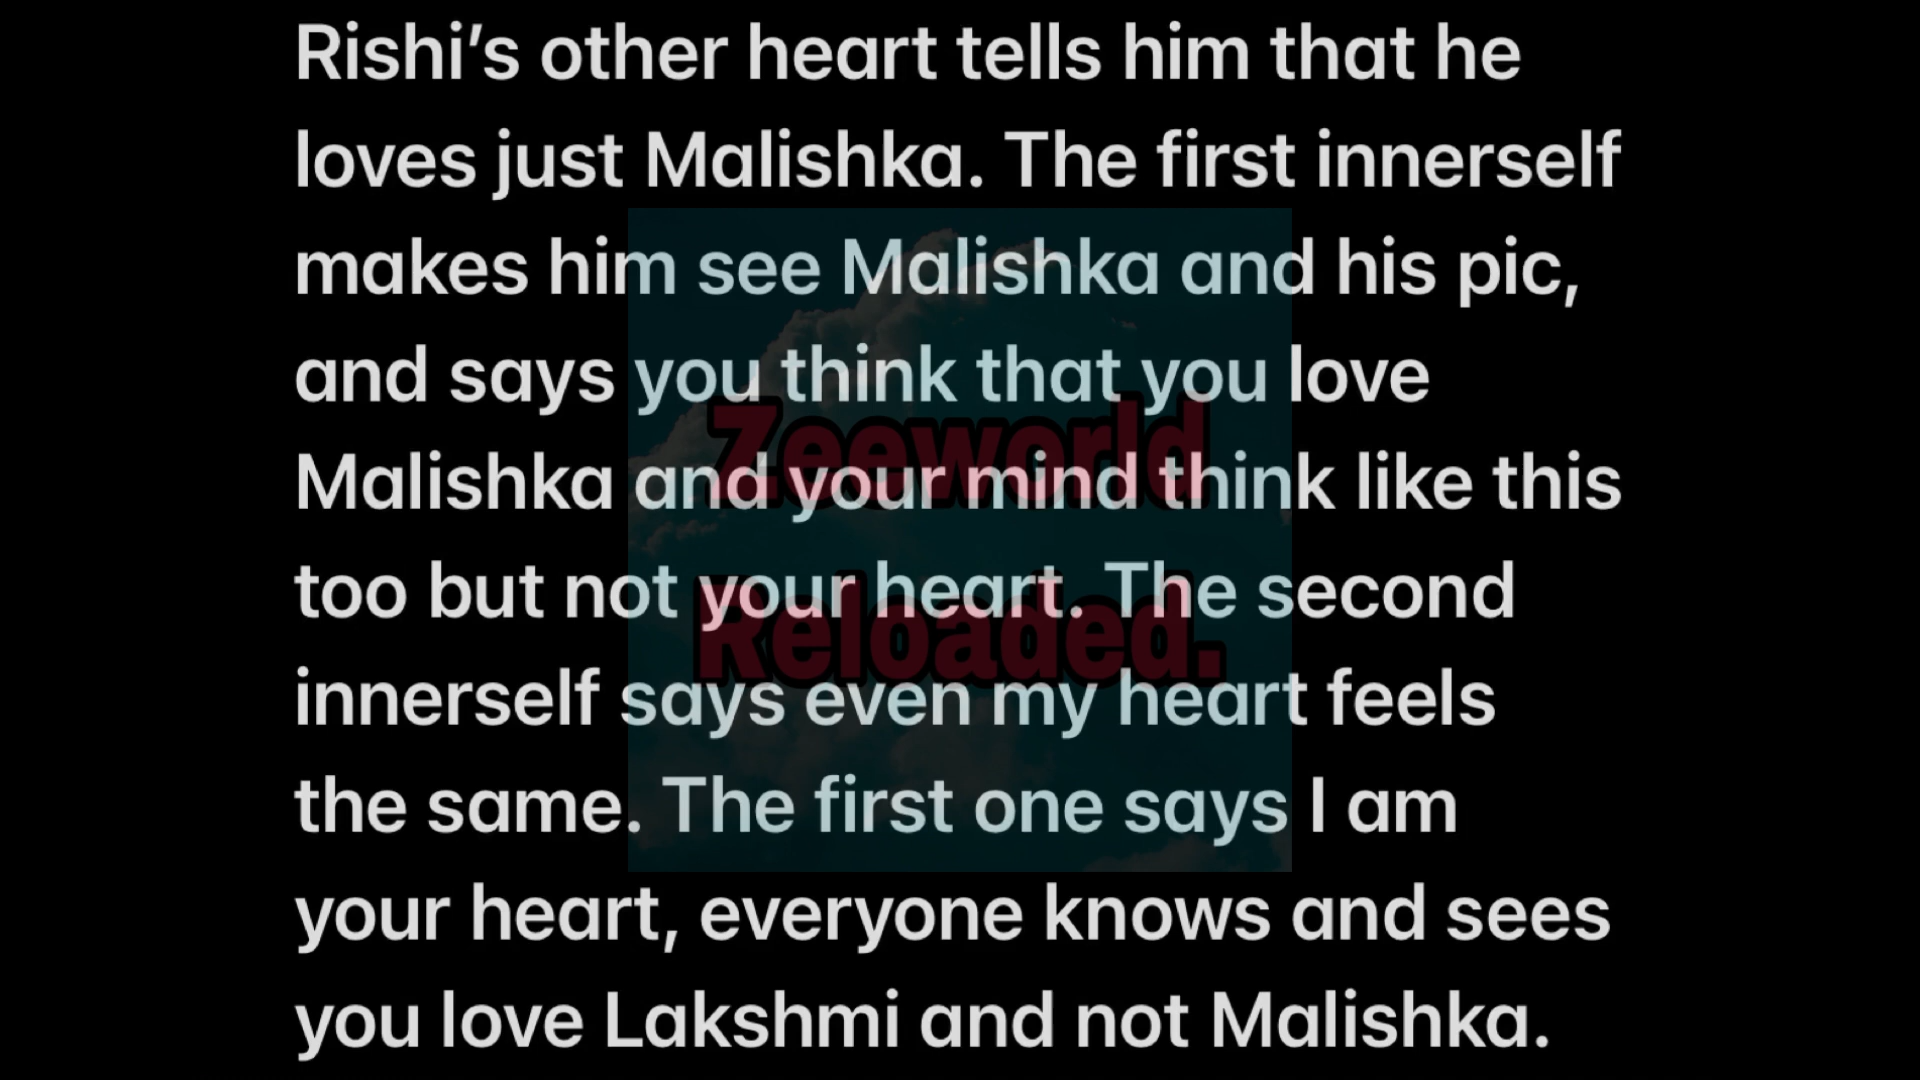 Rishi’s other heart tells him that he
loves just Malishka. The first innerself
makes him see Malishka and his pic,
and says you think that you love
Malishka and your mind think like this
too but not your heart. The second
innerself says even my heart feels
the same. The first one says I am
your heart, everyone knows and sees
you love Lakshmi and not Malishka.
Zeeworld
Reloaded.